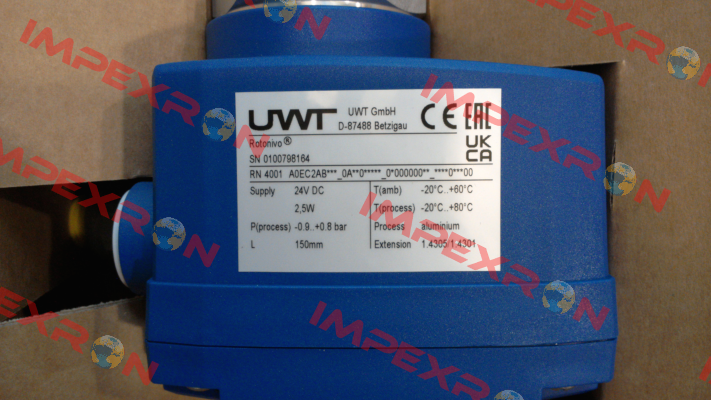 IMPEXRON
IMPEXRON
UWT
UWT GmbH
D-87488 Betzigau
CE EAC
UK
CA
Rotonivo®
SN 0100798164
RN 4001 A0EC2AB***_0A**0*****_0*000000**_****0***00
Supply 24V DC
2,5W
P(process) -0.9..+0.8 bar
L 150mm
T(amb) -20°C..+60°C
T(process) -20°C..+80°C
Process aluminium
Extension 1.4305/1.4301
IMPEXRON
IMPEXRON
IMPEXRON
IMPEXRON